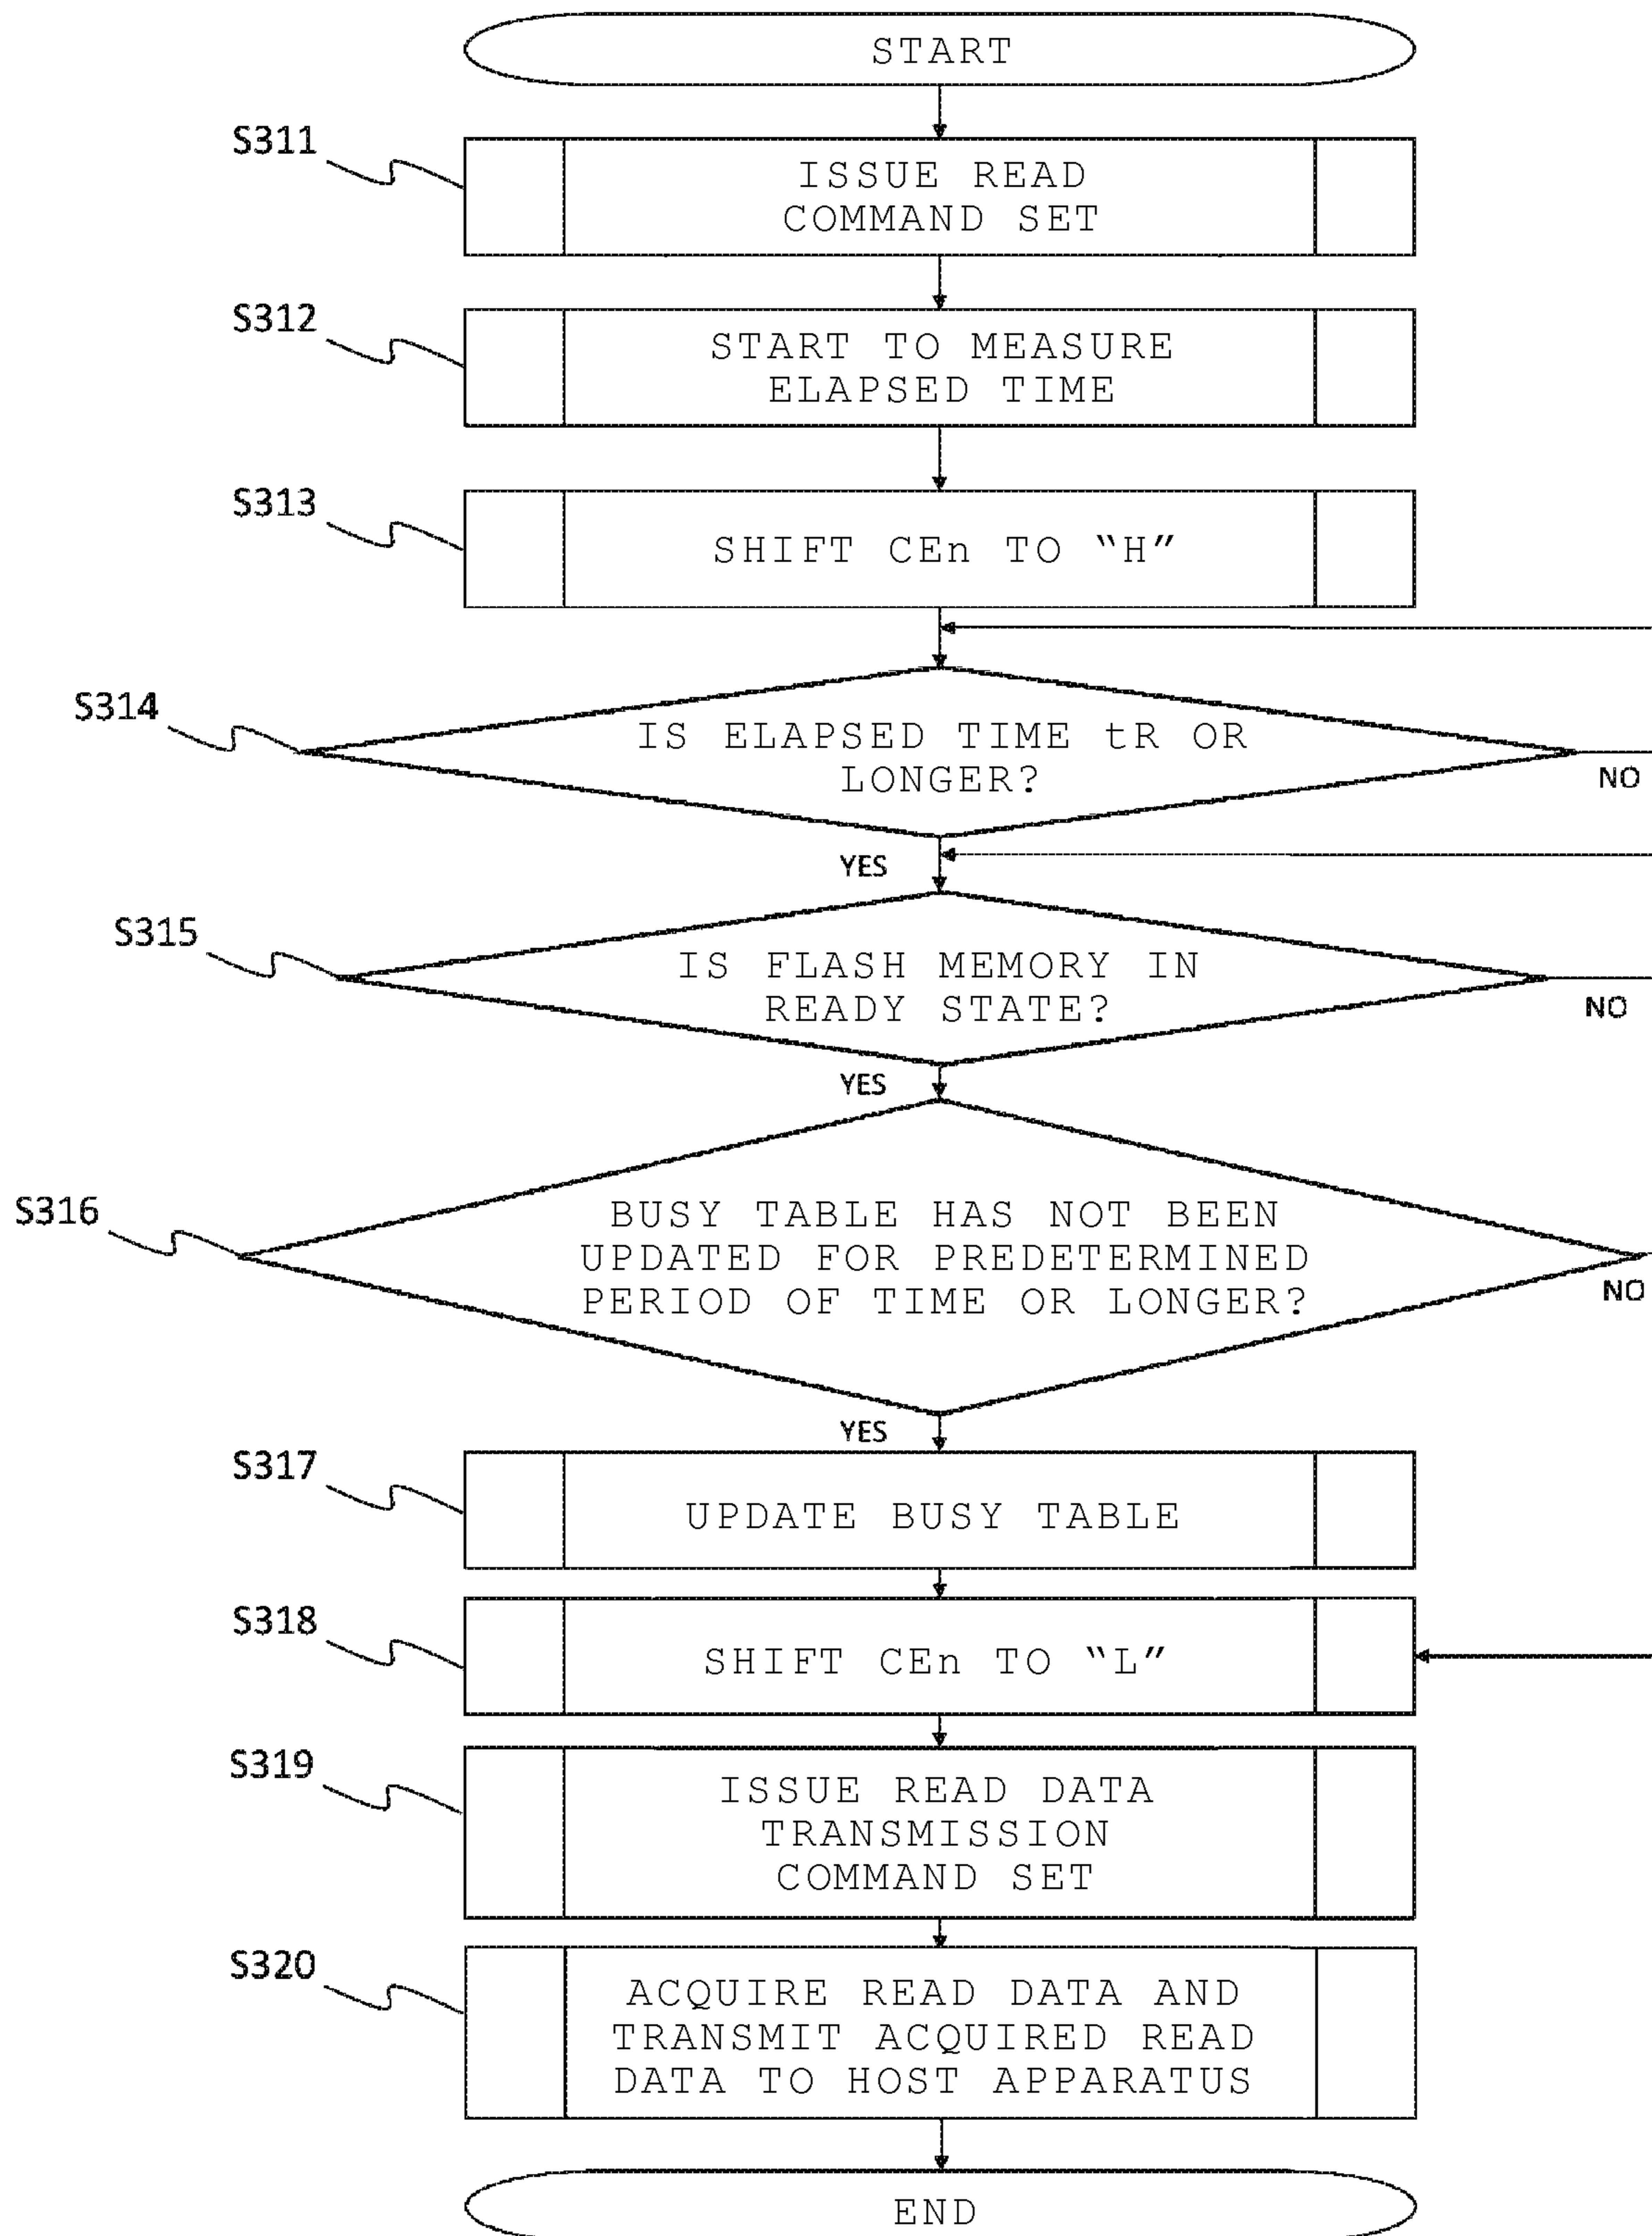 START
S311
ISSUE READ
COMMAND SET
S312
START TO MEASURE
ELAPSED TIME
S313
SHIFT CEn TO “H”
S314
IS ELAPSED TIME tR OR
LONGER?
NO
YES
S315
IS FLASH MEMORY IN
READY STATE?
NO
YES
S316
BUSY TABLE HAS NOT BEEN
UPDATED FOR PREDETERMINED
PERIOD OF TIME OR LONGER?
NO
YES
S317
UPDATE BUSY TABLE
S318
SHIFT CEn TO “L”
S319
ISSUE READ DATA
TRANSMISSION
COMMAND SET
S320
ACQUIRE READ DATA AND
TRANSMIT ACQUIRED READ
DATA TO HOST APPARATUS
END